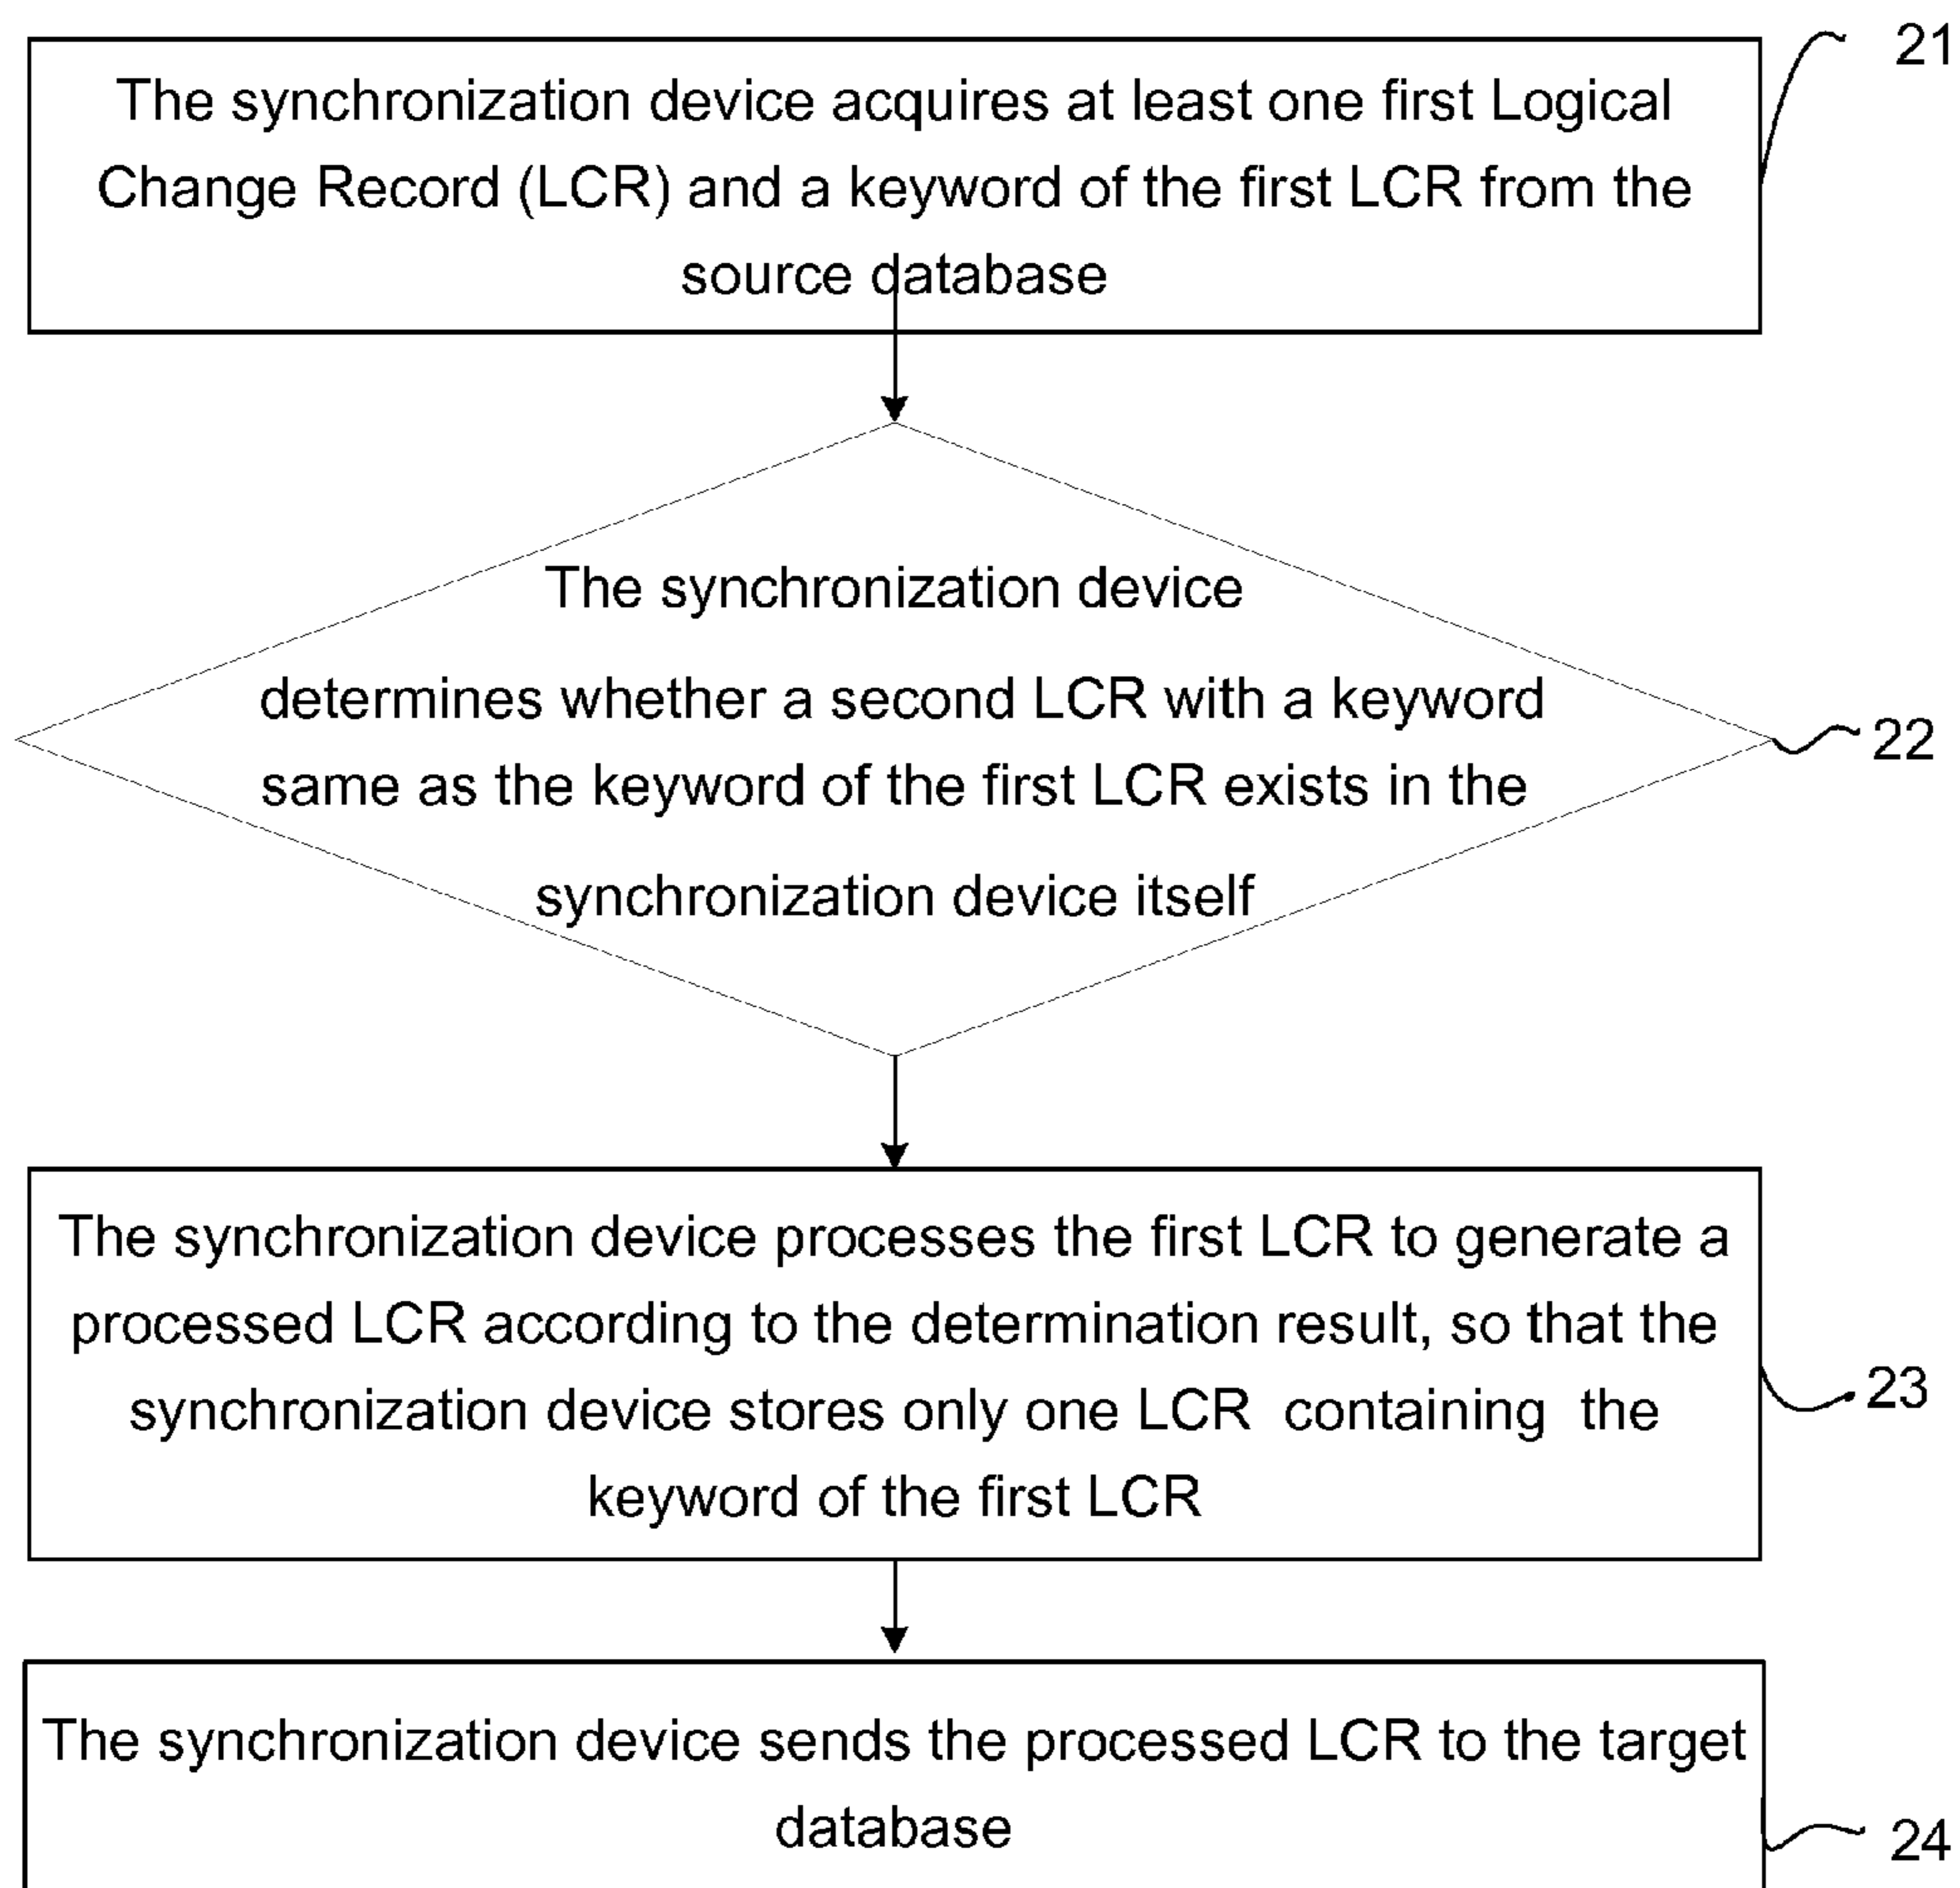 21
The synchronization device acquires at least one first Logical
Change Record (LCR) and a keyword of the first LCR from the
source database
The synchronization device
determines whether a second LCR with a keyword
22
same as the keyword of the first LCR exists in the
synchronization device itself
The synchronization device processes the first LCR to generate a
processed LCR according to the determination result, so that the
23
synchronization device stores only one LCR containing the
keyword of the first LCR
The synchronization device sends the processed LCR to the target
database
24